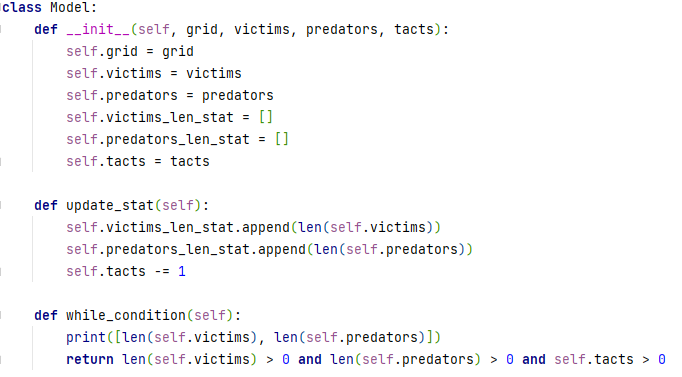 class Model:
    def __init__(self, grid, victims, predators, tacts):
        self.grid = grid
        self.victims = victims
        self.predators = predators
        self.victims_len_stat = []
        self.predators_len_stat = []
        self.tacts = tacts

    def update_stat(self):
        self.victims_len_stat.append(len(self.victims))
        self.predators_len_stat.append(len(self.predators))
        self.tacts -= 1

    def while_condition(self):
        print([len(self.victims), len(self.predators)])
        return len(self.victims) > 0 and len(self.predators) > 0 and self.tacts > 0